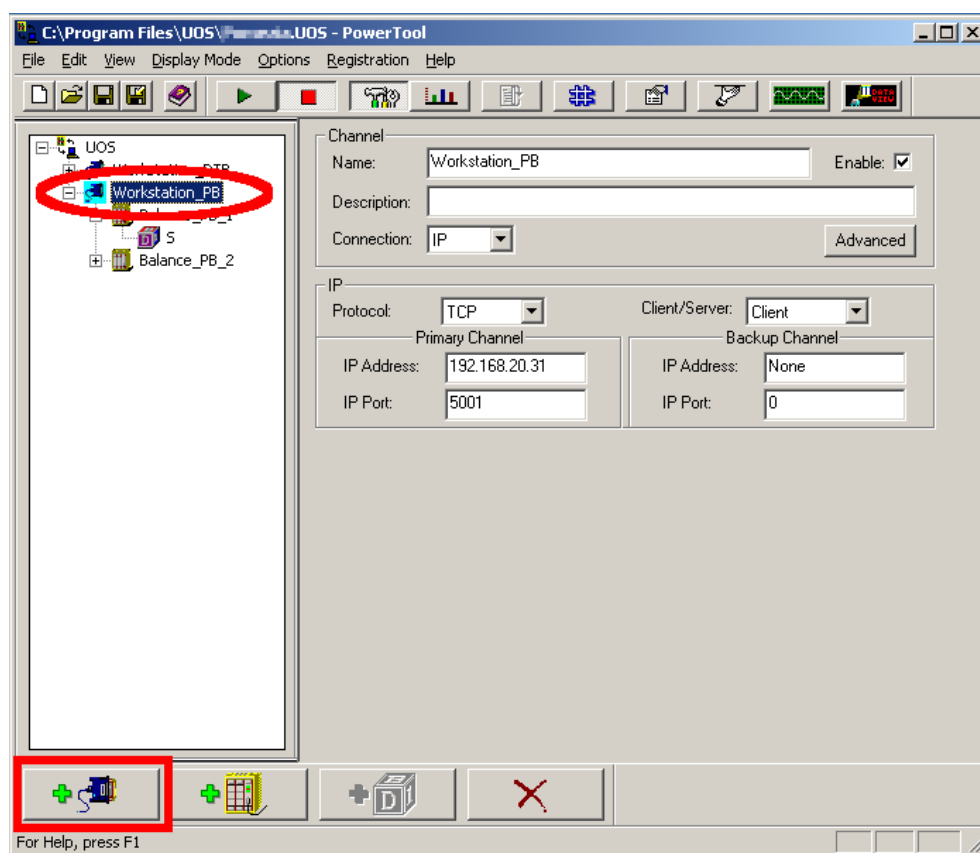 C:\Program Files\UOS\ .UOS - PowerTool
File Edit View Display Mode Options Registration Help
DATA VIEW
UOS
Workstation_PB
S
Balance_PB_2
Channel
Name: Workstation_PB Enable:
Description:
Connection: IP Advanced
IP
Protocol: TCP Client/Server: Client
Primary Channel Backup Channel
IP Address: 192.168.20.31 IP Address: None
IP Port: 5001 IP Port: 0
D
For Help, press F1